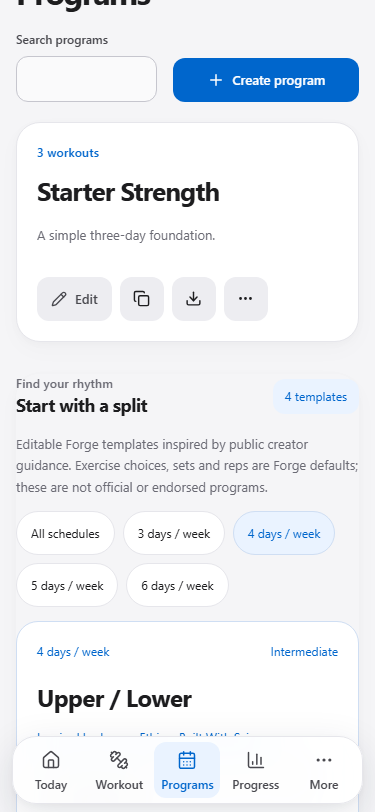 Programs
Search programs
Create program
3 workouts
Starter Strength
A simple three-day foundation.
Edit
Find your rhythm
Start with a split
4 templates
Editable Forge templates inspired by public creator
guidance. Exercise choices, sets and reps are Forge defaults;
these are not official or endorsed programs.
All schedules
3 days / week
4 days / week
5 days / week
6 days / week
4 days / week
Intermediate
Upper / Lower
Today
Workout
Programs
Progress
More